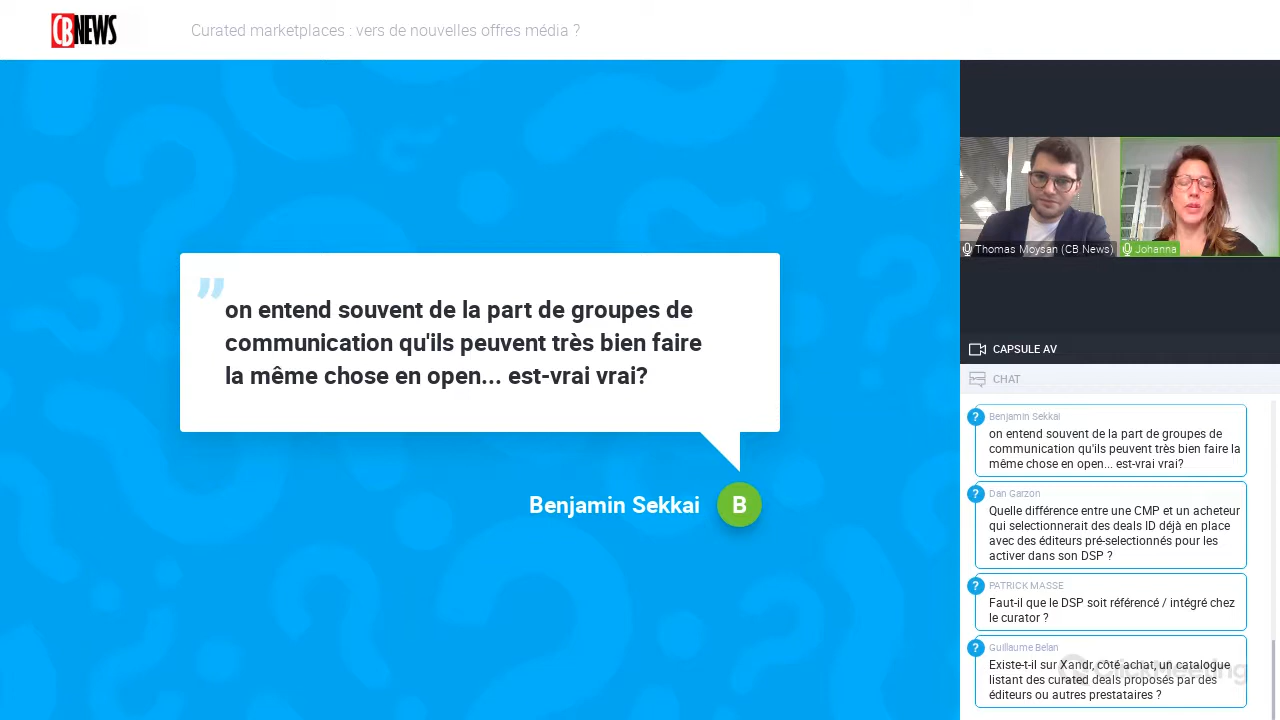 CB NEWS
Curated marketplaces : vers de nouvelles offres média ?
on entend souvent de la part de groupes de
communication qu'ils peuvent très bien faire
la même chose en open... est-vrai vrai?
Benjamin Sekkai
B
Thomas Moysan (CB News)
Johanna
CAPSULE AV
CHAT
? Benjamin Sekkai
on entend souvent de la part de groupes de
communication qu'ils peuvent très bien faire la
même chose en open... est-vrai vrai?
? Dan Garzon
Quelle différence entre une CMP et un acheteur
qui selectionnerait des deals ID déjà en place
avec des éditeurs pré-selectionnés pour les
activer dans son DSP ?
? PATRICK MASSE
Faut-il que le DSP soit référencé / intégré chez
le curator ?
? Guillaume Belan
Existe-t-il sur Xandr, côté achat, un catalogue
listant des curated deals proposés par des
éditeurs ou autres prestataires ?
ClickMeeting